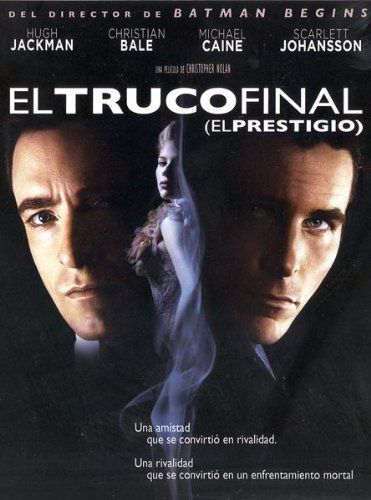 DEL DIRECTOR DE BATMAN BEGINS
HUGH JACKMAN CHRISTIAN BALE MICHAEL CAINE SCARLETT JOHANSSON
UNA PELÍCULA DE CHRISTOPHER NOLAN
EL TRUCO FINAL
(EL PRESTIGIO)
Una amistad
que se convirtió en rivalidad.
Una rivalidad
que se convirtió en un enfrentamiento mortal